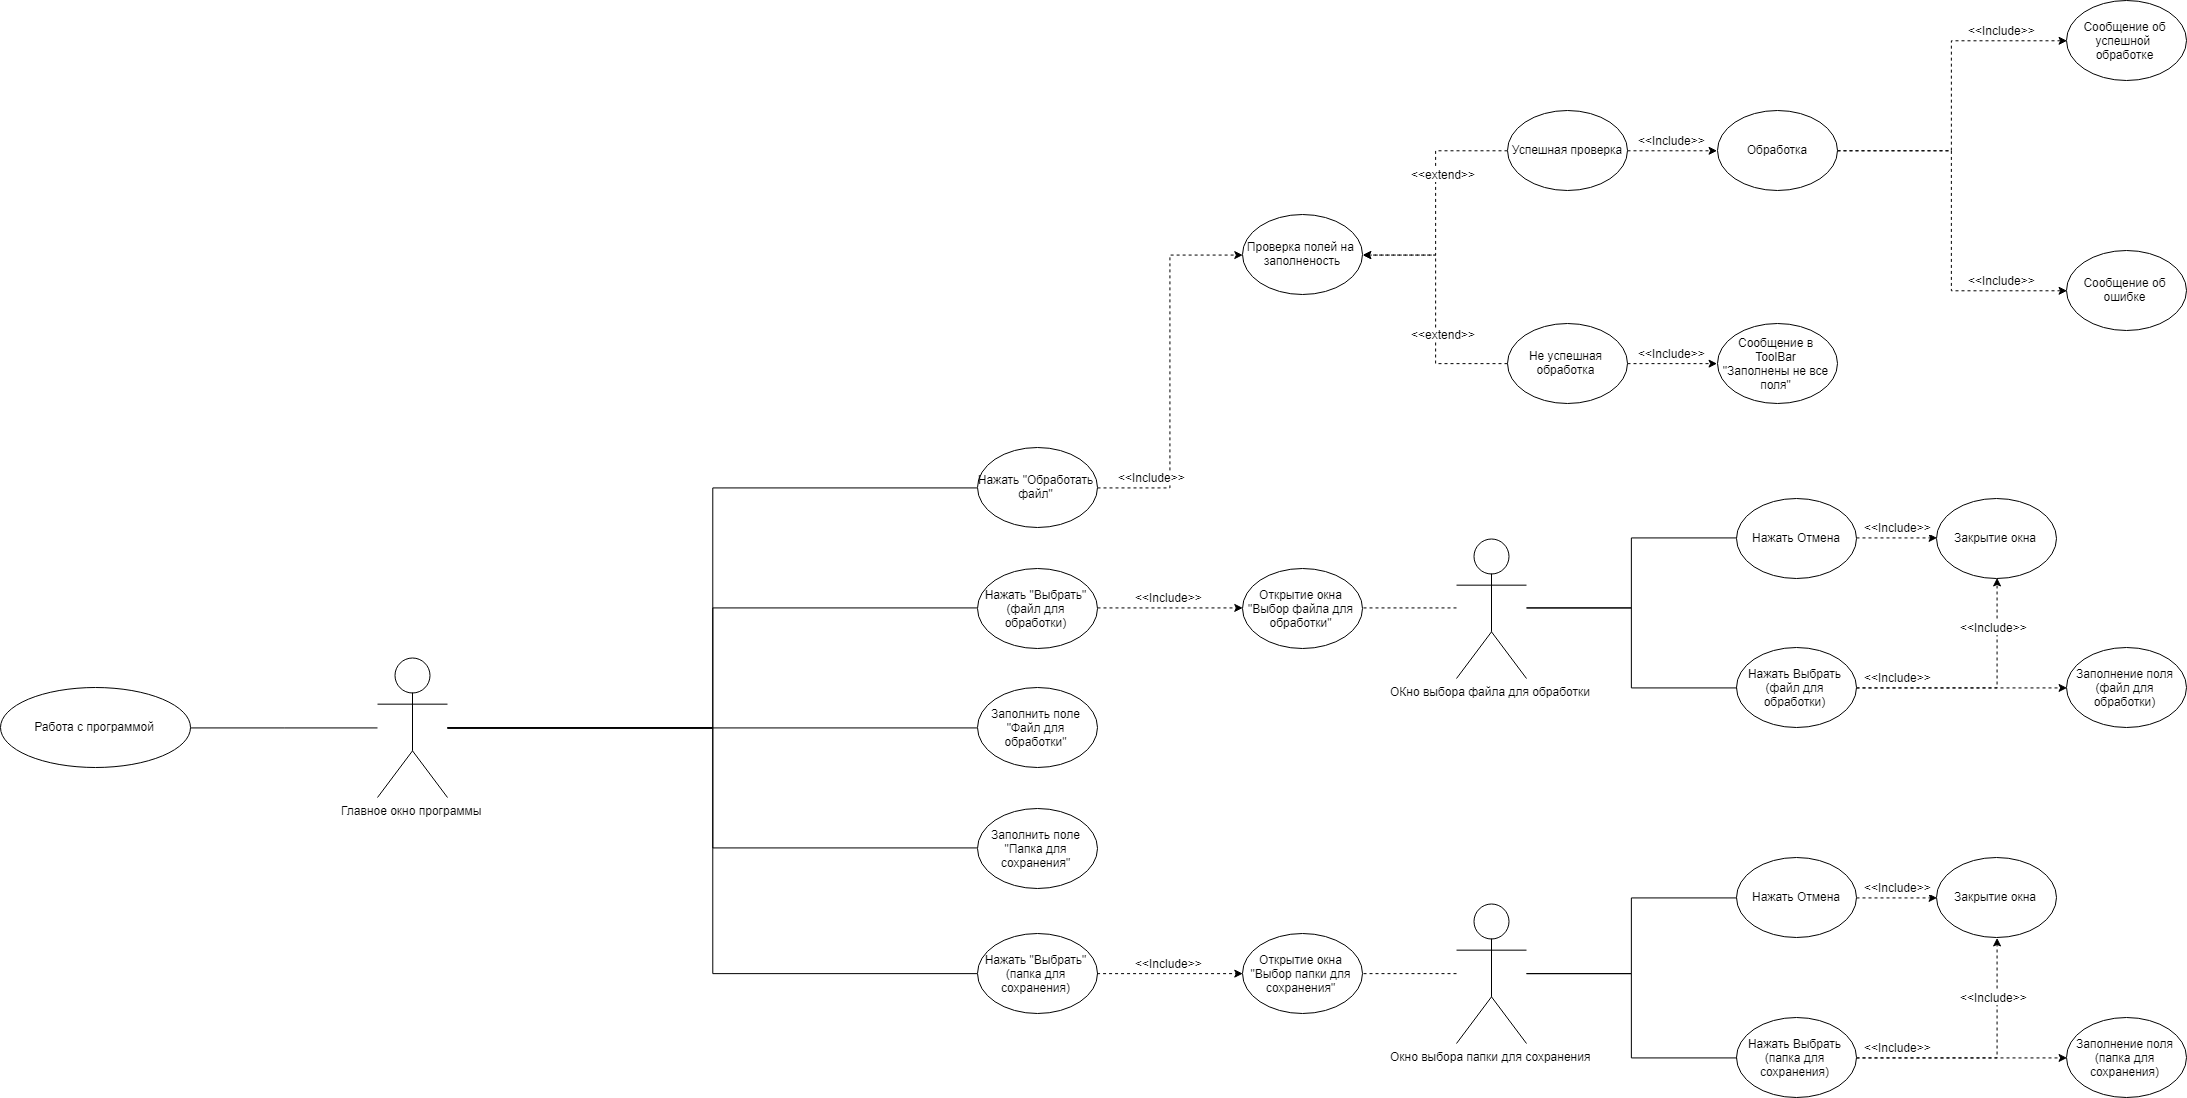 Сообщение об
успешной
обработке
<<Include>>
Успешная проверка
<<Include>>
Обработка
<<extend>>
Проверка полей на
заполненость
<<Include>>
Сообщение об
ошибке
<<extend>>
Не успешная
обработка
<<Include>>
Сообщение в
ToolBar
"Заполнены не все
поля"
Нажать "Обработать
файл"
<<Include>>
Нажать Отмена
<<Include>>
Закрытие окна
Нажать "Выбрать"
(файл для
обработки)
<<Include>>
Открытие окна
"Выбор файла для
обработки"
<<Include>>
ОКно выбора файла для обработки
Нажать Выбрать
(файл для
обработки)
<<Include>>
Заполнение поля
(файл для
обработки)
Работа с программой
Главное окно программы
Заполнить поле
"Файл для
обработки"
Заполнить поле
"Папка для
сохранения"
Нажать Отмена
<<Include>>
Закрытие окна
Нажать "Выбрать"
(папка для
сохранения)
<<Include>>
Открытие окна
"Выбор папки для
сохранения"
<<Include>>
Окно выбора папки для сохранения
Нажать Выбрать
(папка для
сохранения)
<<Include>>
Заполнение поля
(папка для
сохранения)